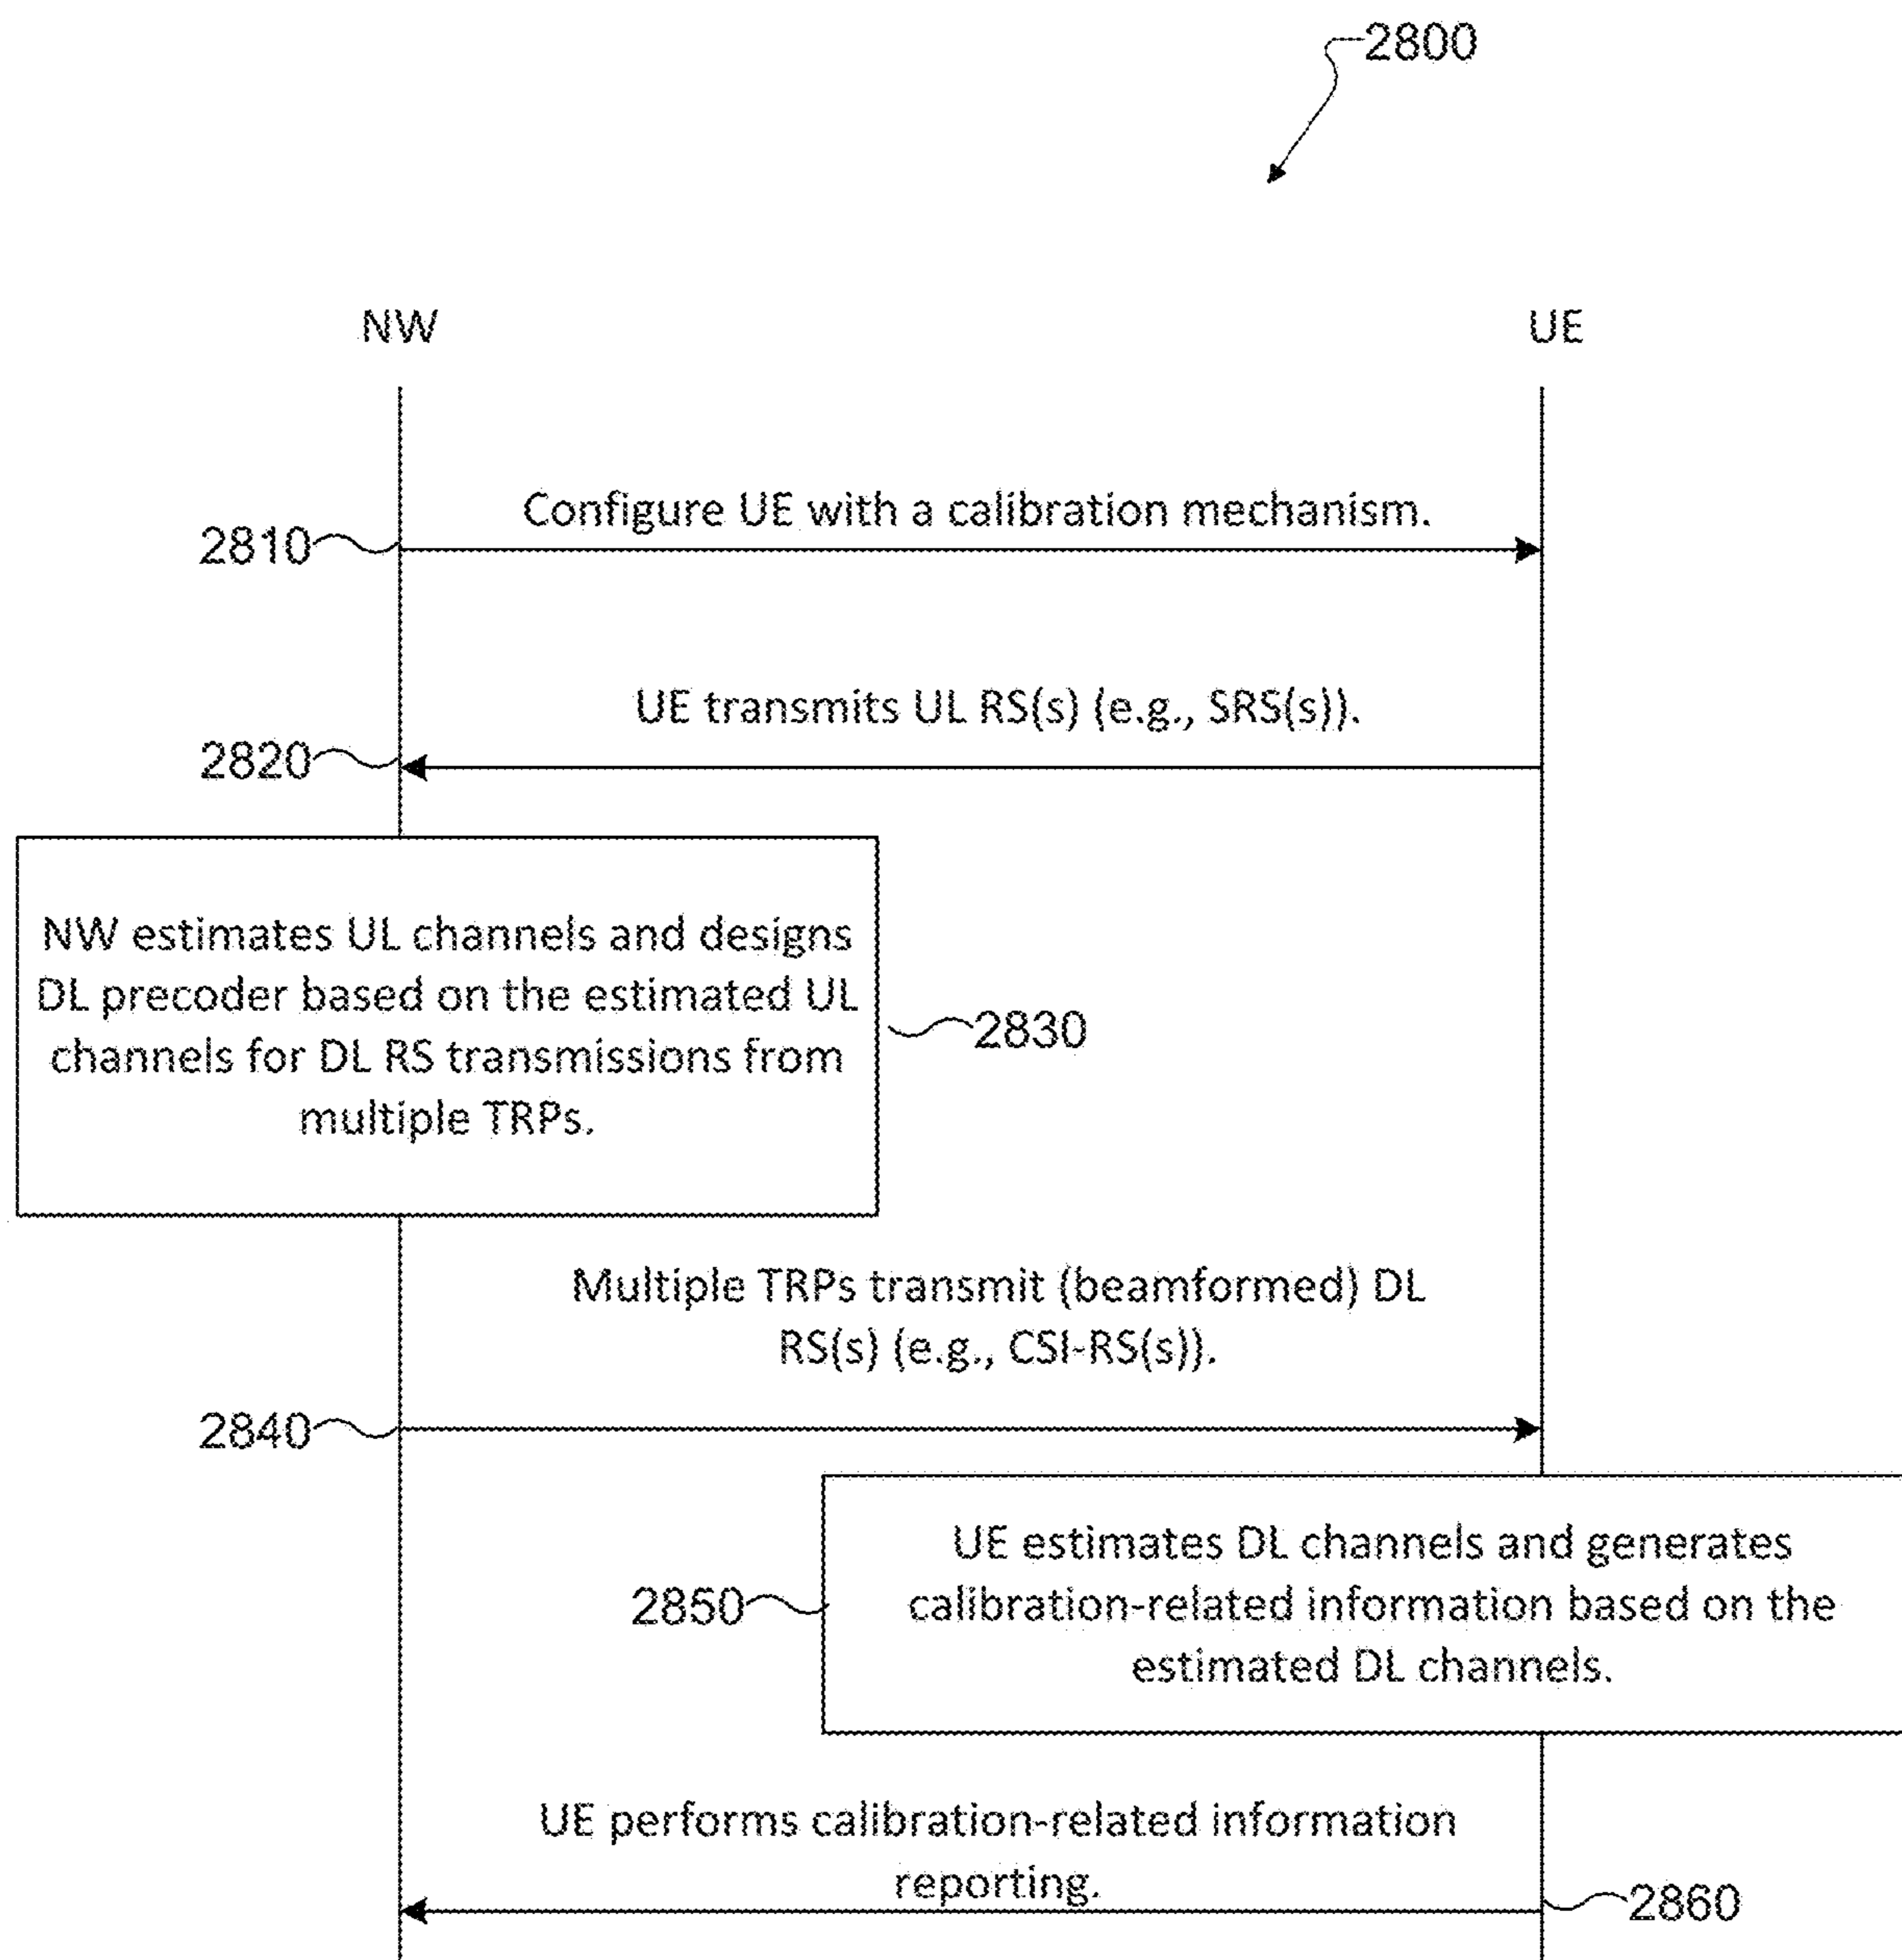 2800
NW
UE
Configure UE with a calibration mechanism.
2810
UE transmits UL RS(s) (e.g., SRS(s)).
2820
NW estimates UL channels and designs
DL precoder based on the estimated UL
channels for DL RS transmissions from
multiple TRPs.
2830
Multiple TRPs transmit (beamformed) DL
RS(s) (e.g., CSI-RS(s)).
2840
UE estimates DL channels and generates
calibration-related information based on the
estimated DL channels.
2850
UE performs calibration-related information
reporting.
2860